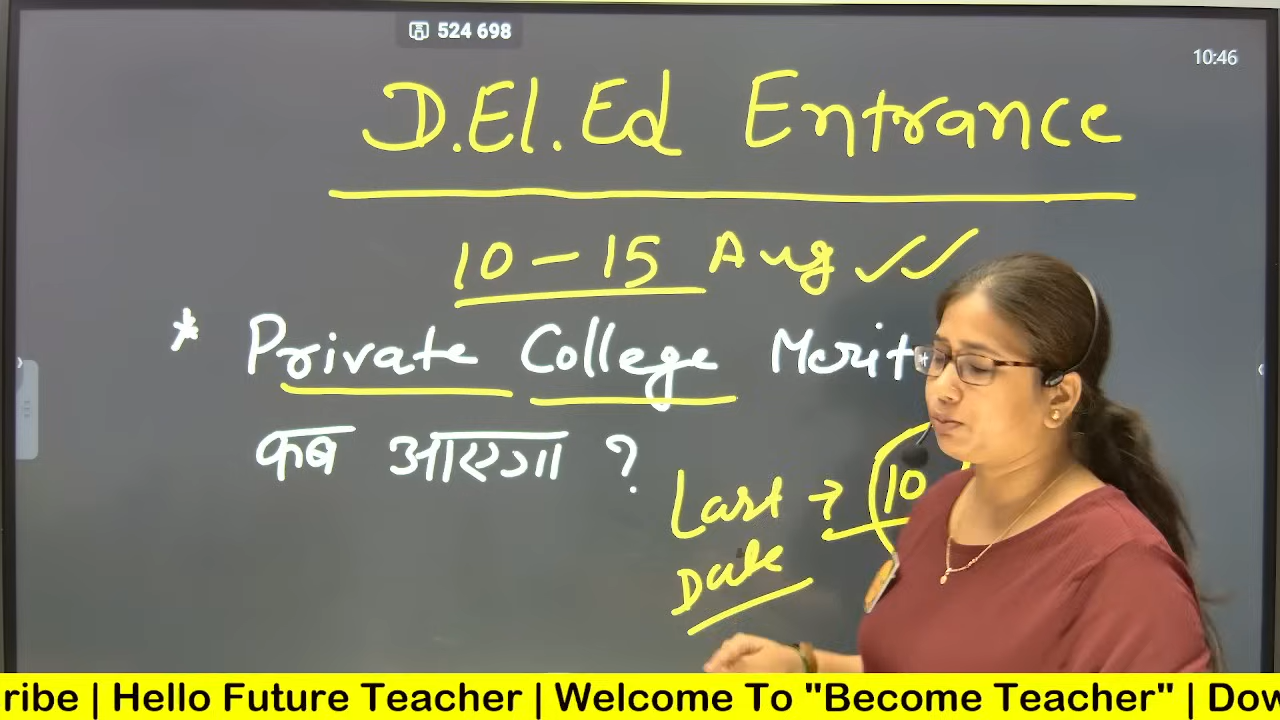 524 698
10:46
D.El.Ed Entrance
10 - 15 Aug
* Private College Merit
कब आएगा ?
Last → 10
Date
ribe | Hello Future Teacher | Welcome To "Become Teacher" | Dow